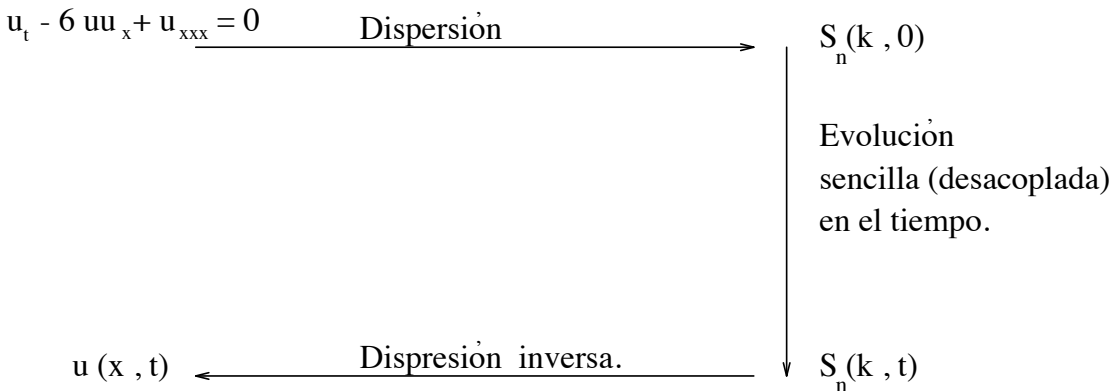 u_t - 6 uu_x + u_xxx = 0
Dispersión
S_n(k , 0)
Evolución
sencilla (desacoplada)
en el tiempo.
u (x , t)
Dispresión inversa.
S_n(k , t)